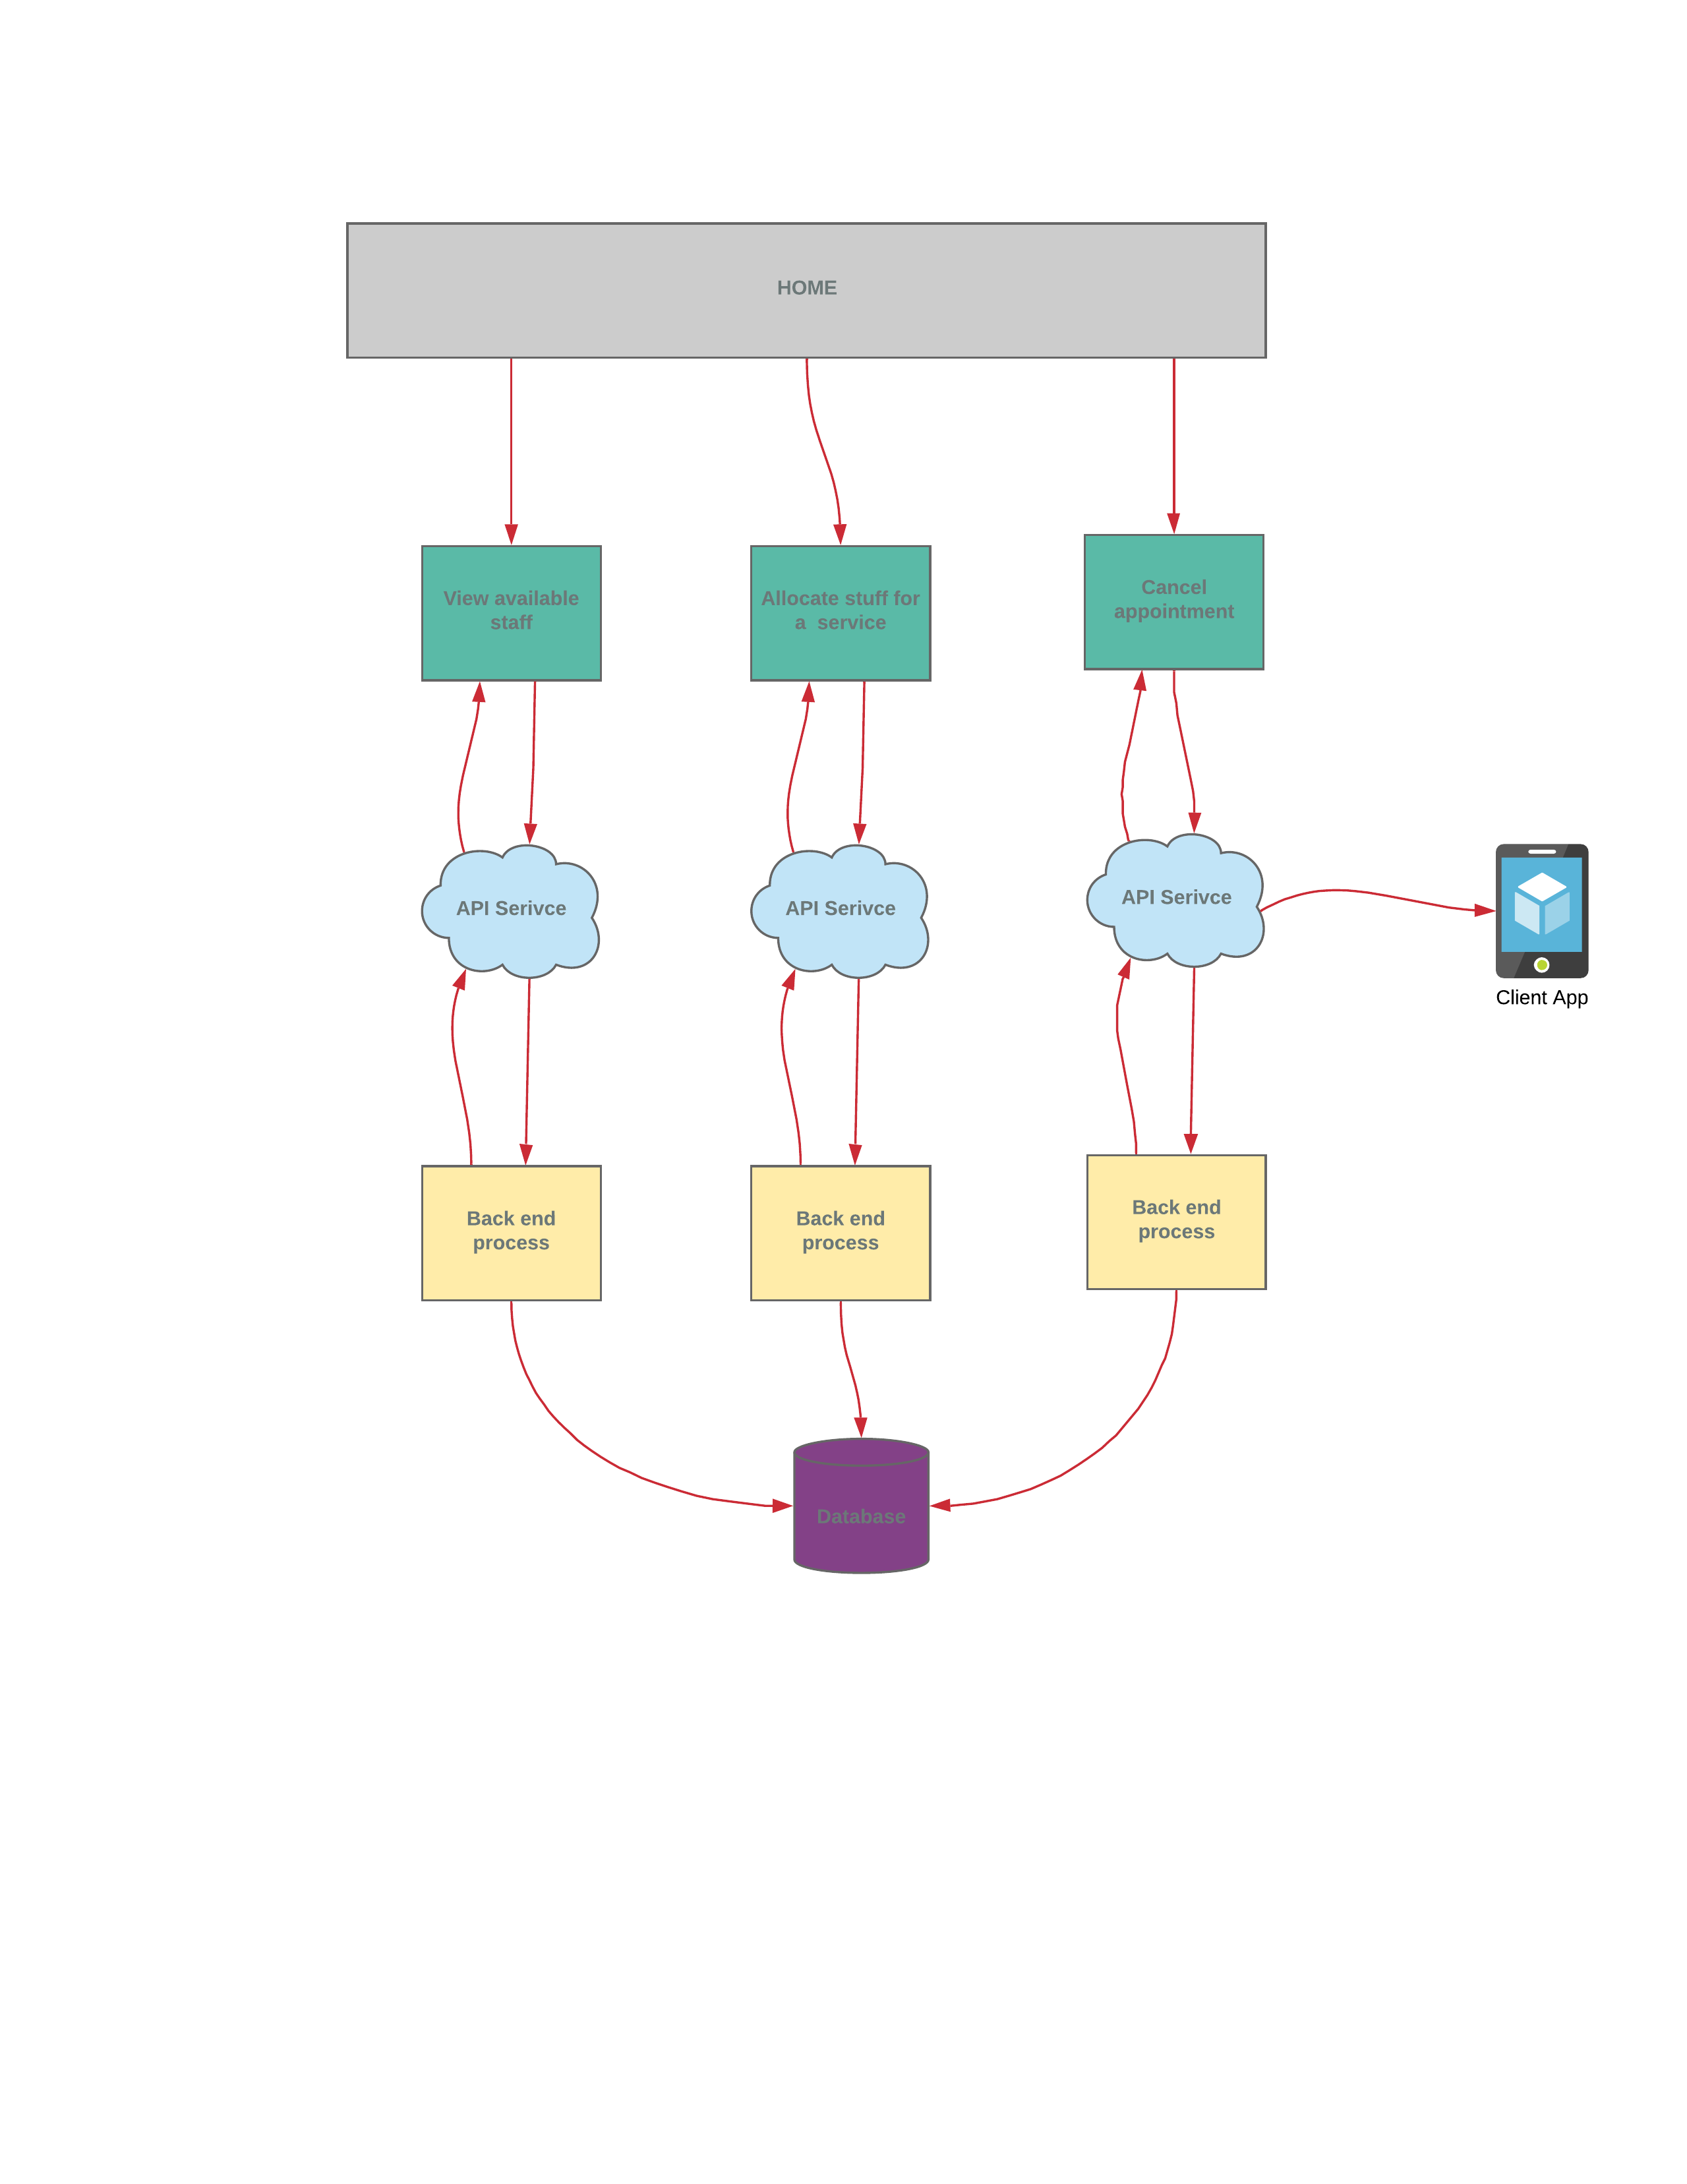 HOME
View available
staff
Allocate stuff for
a  service
Cancel
appointment
API Serivce
API Serivce
API Serivce
Client App
Back end
process
Back end
process
Back end
process
Database